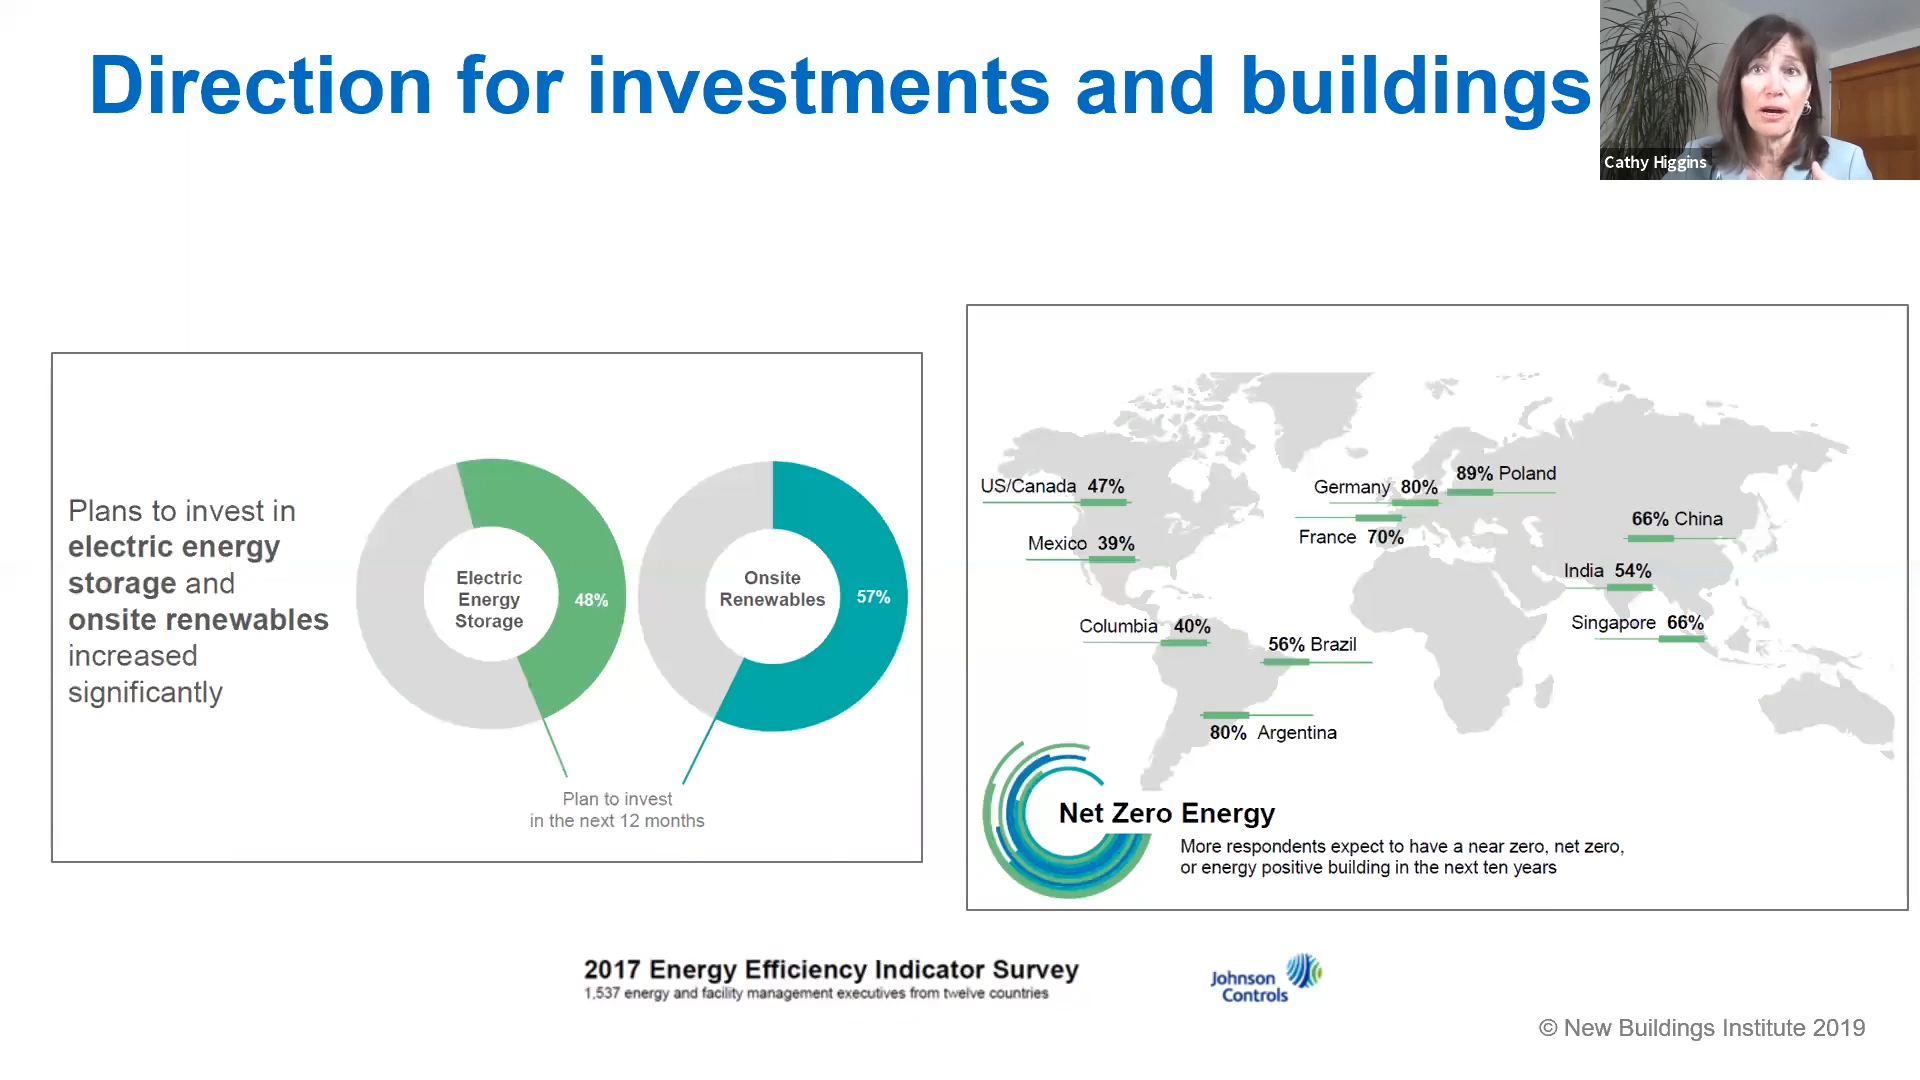 Direction for investments and buildings
Cathy Higgins
Plans to invest in
electric energy
storage and
onsite renewables
increased
significantly
Electric
Energy
Storage
48%
Onsite
Renewables
57%
Plan to invest
in the next 12 months
US/Canada 47%
Mexico 39%
Columbia 40%
56% Brazil
80% Argentina
Germany 80%
89% Poland
France 70%
66% China
India 54%
Singapore 66%
Net Zero Energy
More respondents expect to have a near zero, net zero,
or energy positive building in the next ten years
2017 Energy Efficiency Indicator Survey
1,537 energy and facility management executives from twelve countries
Johnson
Controls
© New Buildings Institute 2019